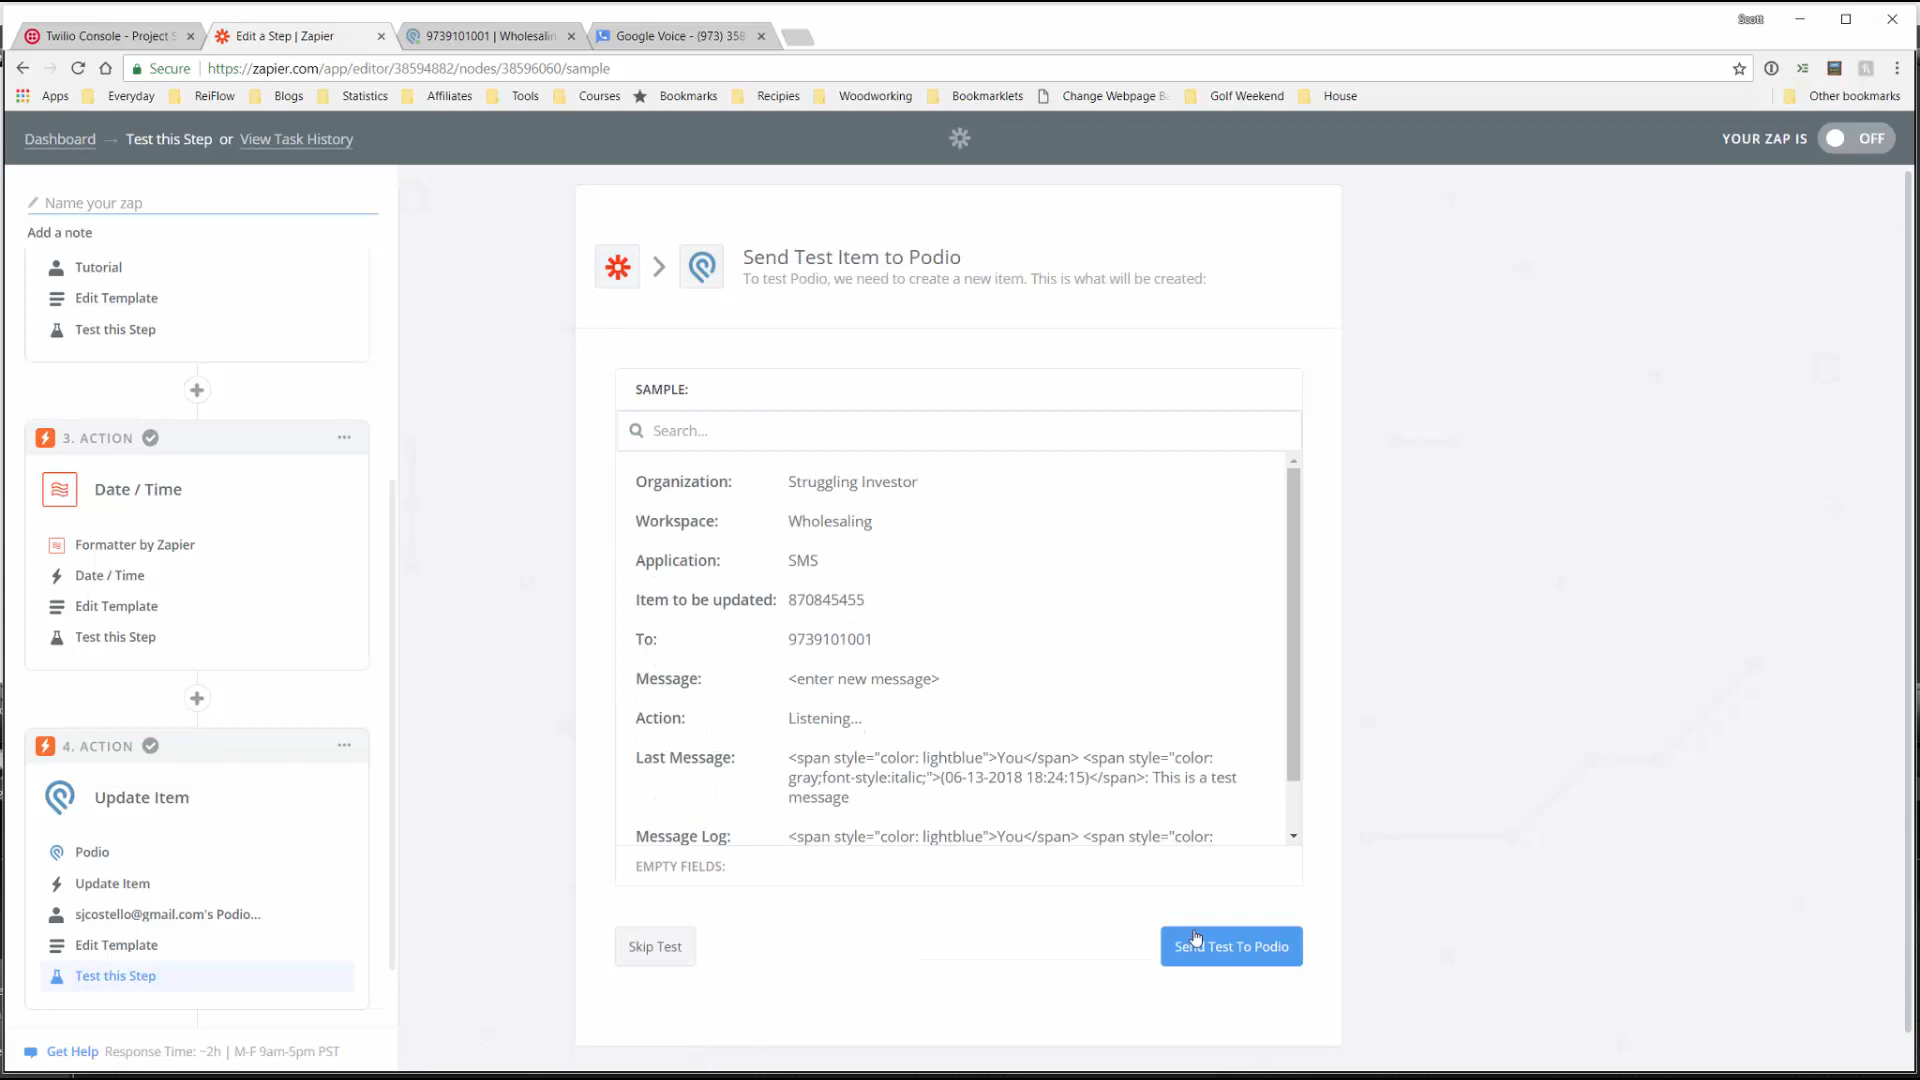 Scott
Twilio Console - Project S
Edit a Step | Zapier
9739101001 | Wholesalin
Google Voice - (973) 358
Secure
https://zapier.com/app/editor/38594882/nodes/38596060/sample
Apps
Everyday
ReiFlow
Blogs
Statistics
Affiliates
Tools
Courses
Bookmarks
Recipies
Woodworking
Bookmarklets
Change Webpage Ba
Golf Weekend
House
Other bookmarks
Dashboard → Test this Step or View Task History
YOUR ZAP IS OFF
Name your zap
Add a note
Tutorial
Edit Template
Test this Step
3. ACTION
Date / Time
Formatter by Zapier
Date / Time
Edit Template
Test this Step
4. ACTION
Update Item
Podio
Update Item
sjcostello@gmail.com's Podio...
Edit Template
Test this Step
Get Help Response Time: ~2h | M-F 9am-5pm PST
Send Test Item to Podio
To test Podio, we need to create a new item. This is what will be created:
SAMPLE:
Search...
Organization: Struggling Investor
Workspace: Wholesaling
Application: SMS
Item to be updated: 870845455
To: 9739101001
Message: <enter new message>
Action: Listening...
Last Message: <span style="color: lightblue">You</span> <span style="color:
gray;font-style:italic;">(06-13-2018 18:24:15)</span>: This is a test
message
Message Log: <span style="color: lightblue">You</span> <span style="color:
EMPTY FIELDS:
Skip Test
Send Test To Podio